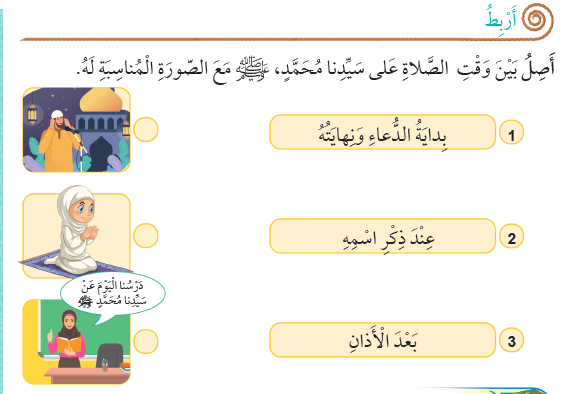 أَرْبِطُ
أَصِلُ بَيْنَ وَقْتِ الصَّلاةِ عَلى سَيِّدِنا مُحَمَّدٍ، ﷺ مَعَ الصّورَةِ الْمُناسِبَةِ لَهُ.
1 بِدايَةُ الدُّعاءِ وَنِهايَتُهُ
2 عِنْدَ ذِكْرِ اسْمِهِ
دَرْسُنا الْيَوْمَ عَنْ
سَيِّدِنا مُحَمَّدٍ ﷺ
3 بَعْدَ الْأَذانِ